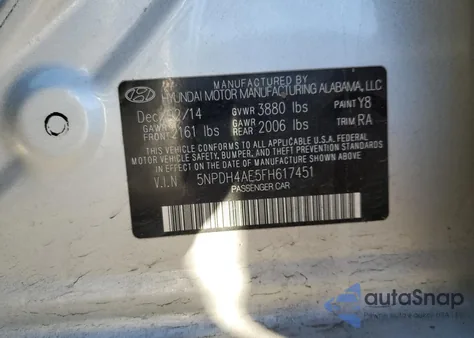 MANUFACTURED BY
HYUNDAI MOTOR MANUFACTURING ALABAMA, LLC
Dec /14 GVWR 3880 lbs PAINT Y8
GAWR FRONT 2161 lbs GAWR REAR 2006 lbs TRIM RA
THIS VEHICLE CONFORMS TO ALL APPLICABLE U.S.A. FEDERAL
MOTOR VEHICLE SAFETY, BUMPER, AND THEFT PREVENTION
STANDARDS IN EFFECT ON THE DATE OF MANUFACTURE SHOWN ABOVE.
V.I.N 5NPDH4AE5FH617451
PASSENGER CAR
autoSnap